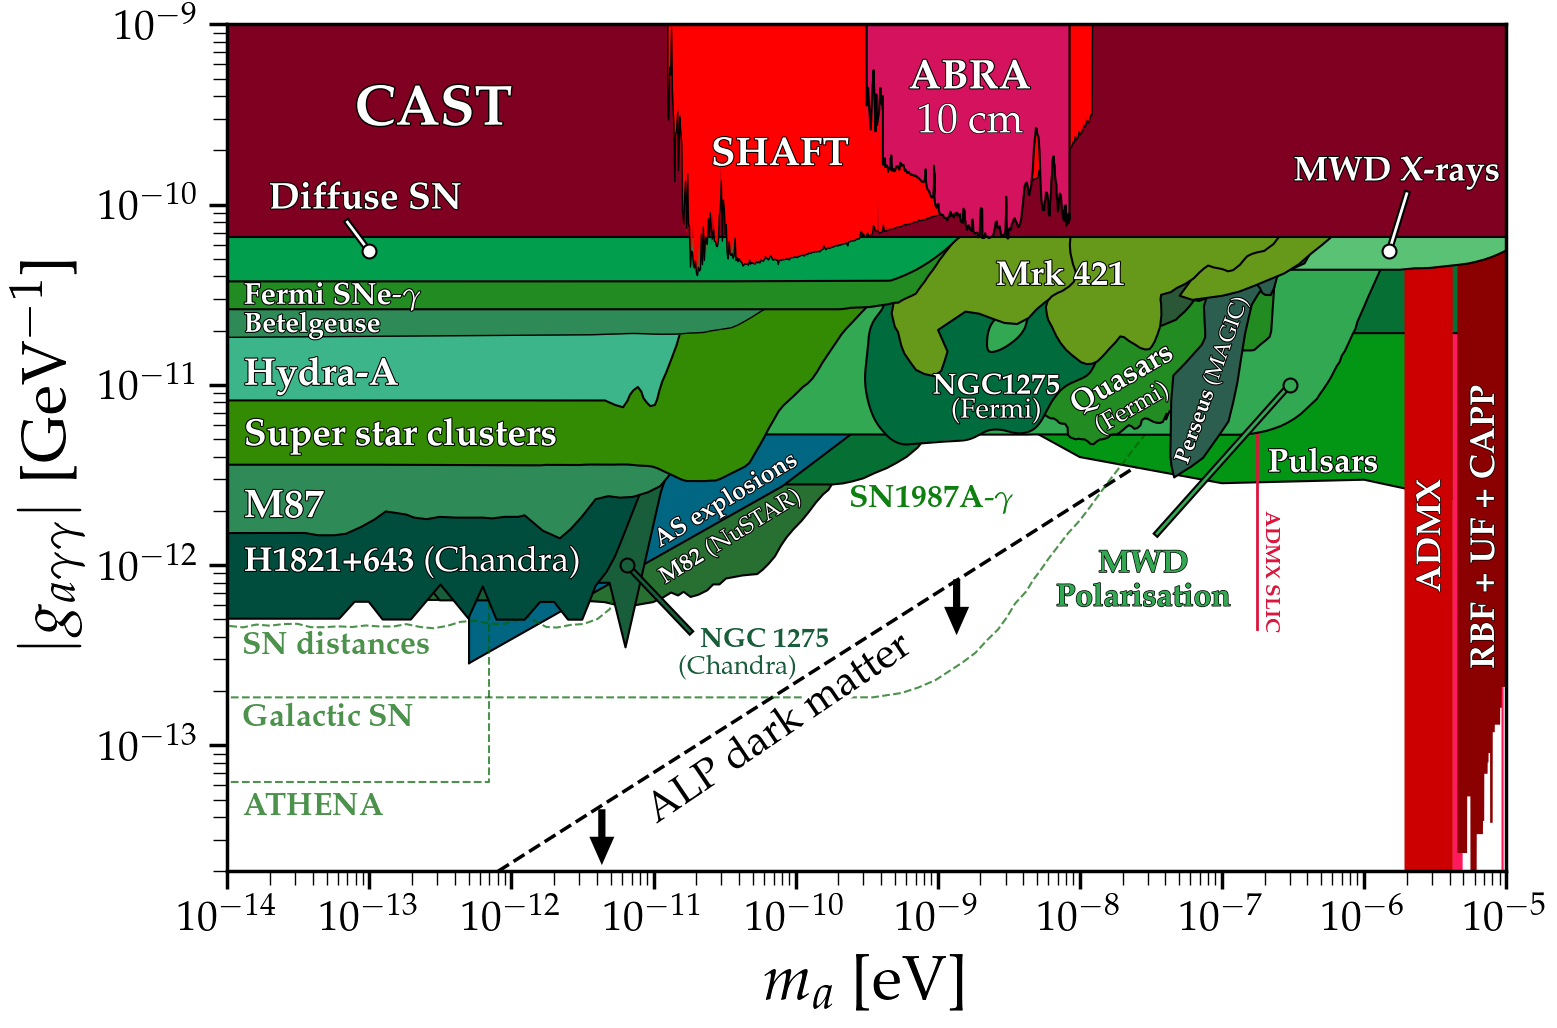 10−9
10−10
10−11
10−12
10−13
|gaγγ| [GeV−1]
CAST
SHAFT
ABRA
10 cm
MWD X-rays
Diffuse SN
Fermi SNe-γ
Betelgeuse
Hydra-A
Super star clusters
M87
H1821+643 (Chandra)
Mrk 421
NGC1275
(Fermi)
Quasars
(Fermi)
Perseus (MAGIC)
Pulsars
AS explosions
M82 (NuSTAR)
SN1987A-γ
MWD
Polarisation
ADMX SLIC
ADMX
RBF + UF + CAPP
NGC 1275
(Chandra)
SN distances
Galactic SN
ATHENA
ALP dark matter
10−14
10−13
10−12
10−11
10−10
10−9
10−8
10−7
10−6
10−5
ma [eV]